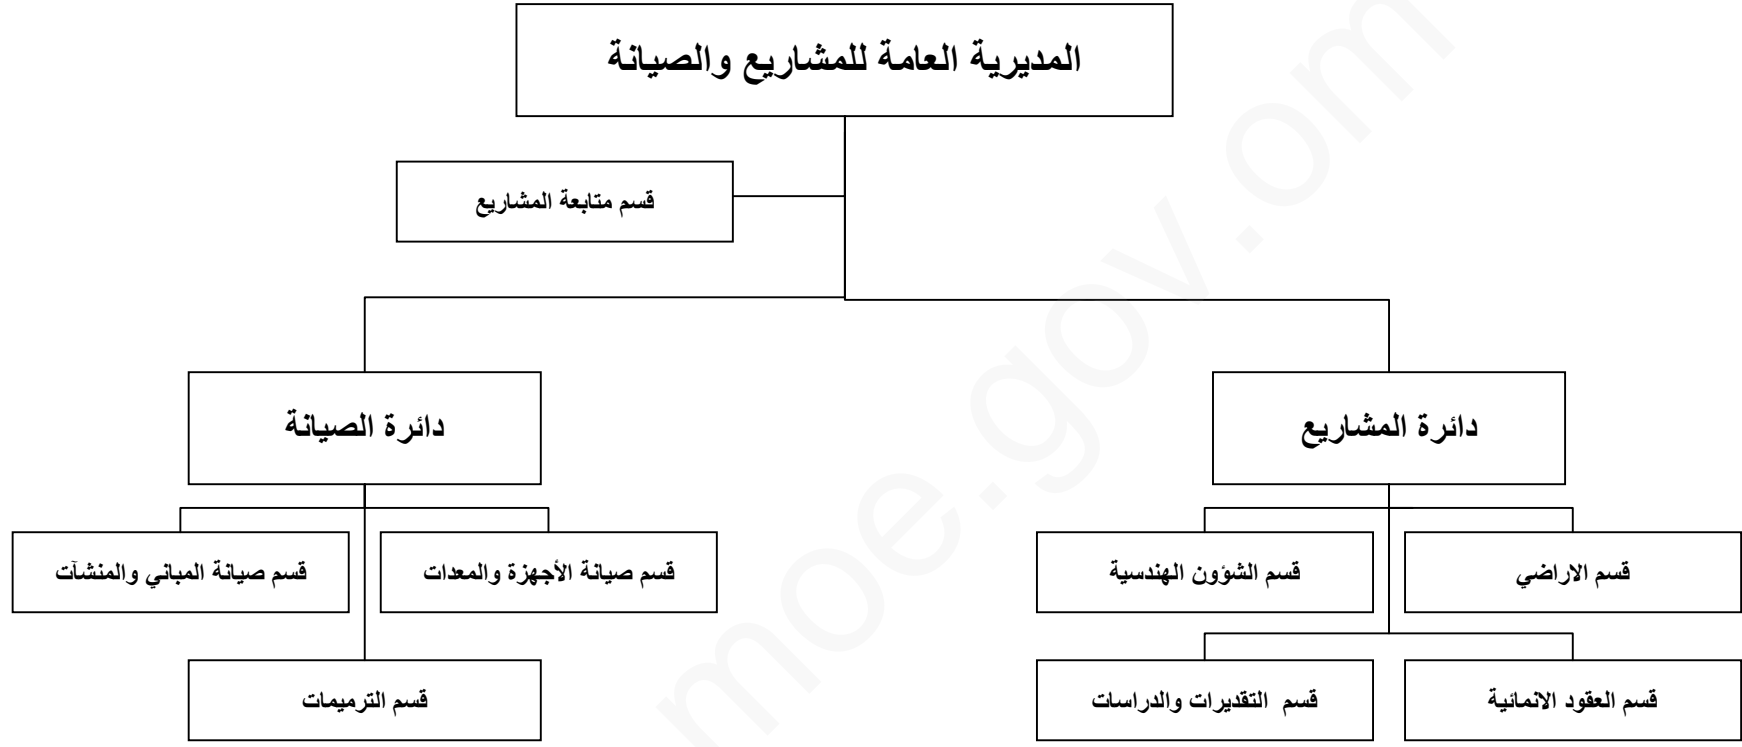 المديرية العامة للمشاريع والصيانة
قسم متابعة المشاريع
دائرة المشاريع
دائرة الصيانة
قسم الاراضي
قسم الشؤون الهندسية
قسم صيانة الأجهزة والمعدات
قسم صيانة المباني والمنشآت
قسم العقود الانمائية
قسم التقديرات والدراسات
قسم الترميمات
moe.gov.om